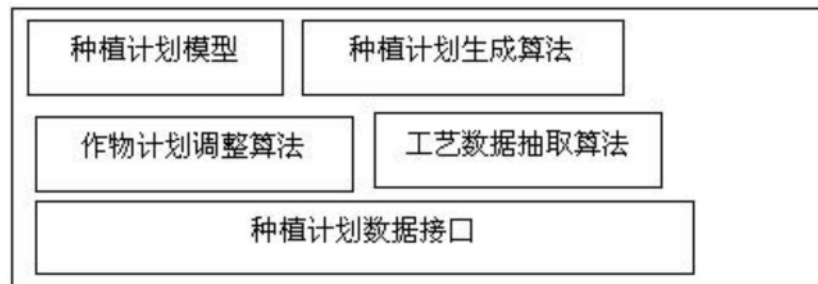 种植计划模型
种植计划生成算法
作物计划调整算法
工艺数据抽取算法
种植计划数据接口